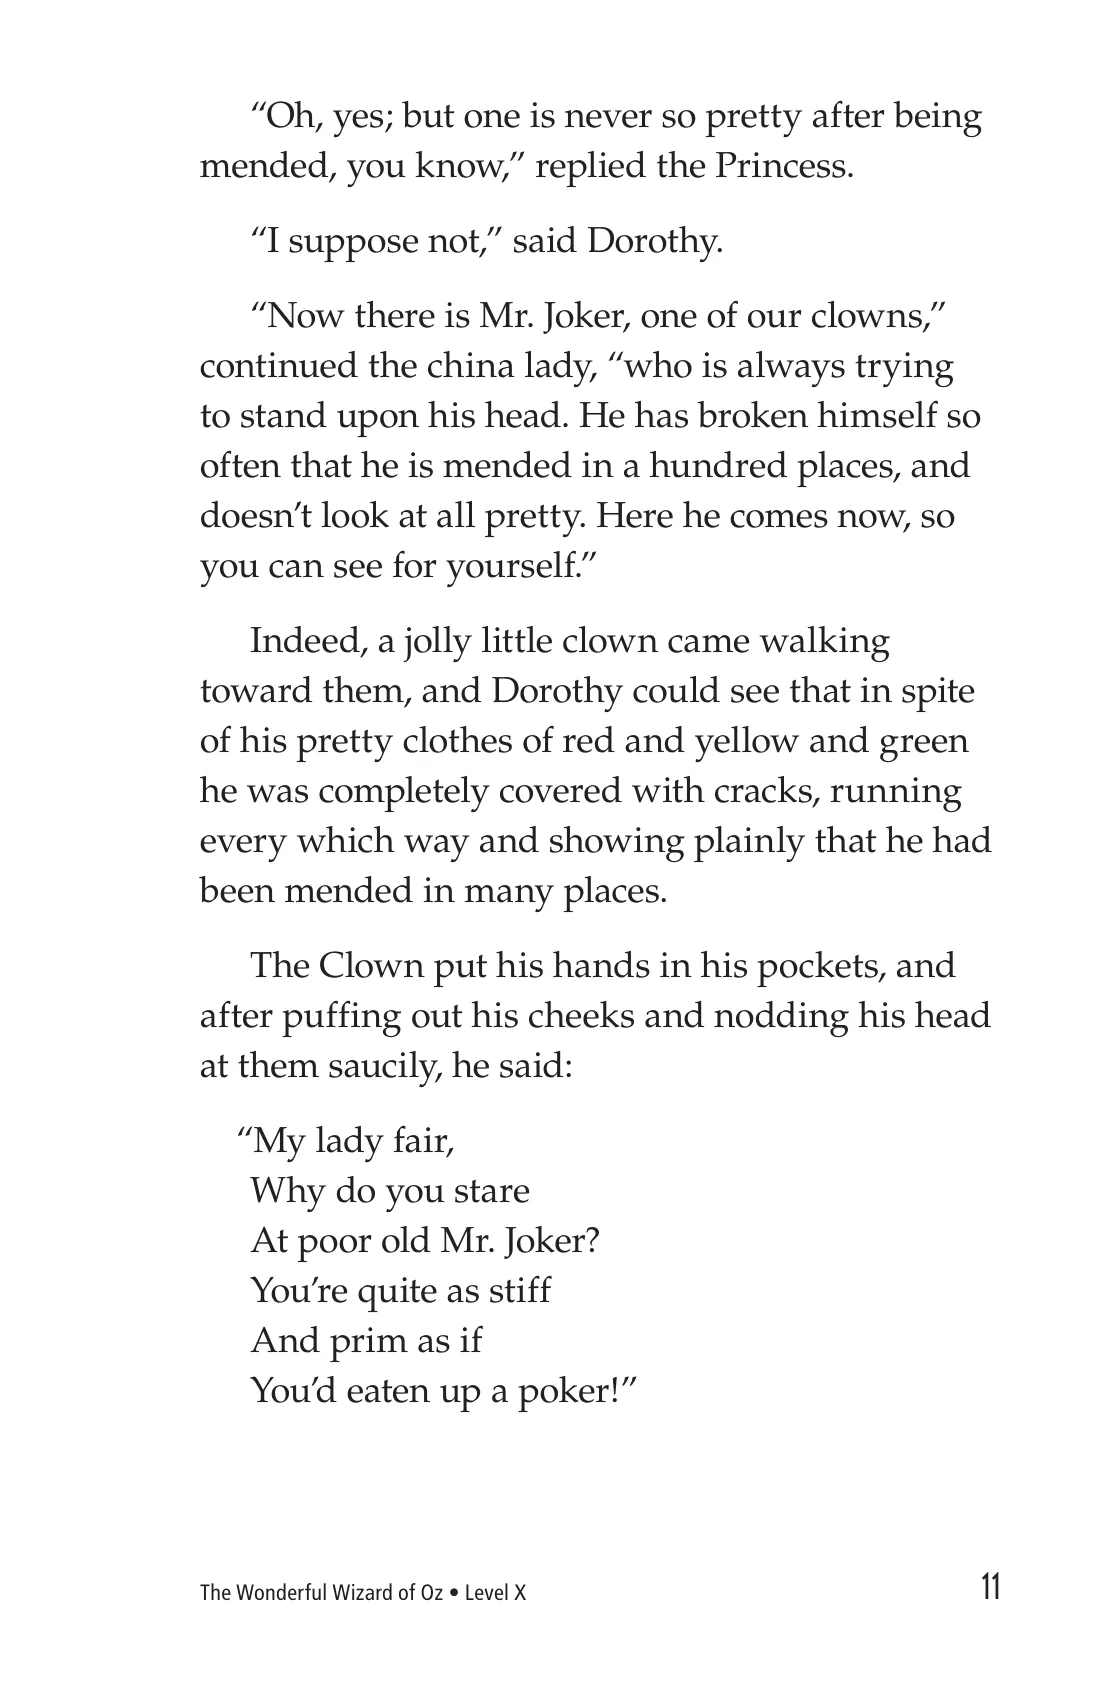 “Oh, yes; but one is never so pretty after being
mended, you know,” replied the Princess.
“I suppose not,” said Dorothy.
“Now there is Mr. Joker, one of our clowns,”
continued the china lady, “who is always trying
to stand upon his head. He has broken himself so
often that he is mended in a hundred places, and
doesn’t look at all pretty. Here he comes now, so
you can see for yourself.”
Indeed, a jolly little clown came walking
toward them, and Dorothy could see that in spite
of his pretty clothes of red and yellow and green
he was completely covered with cracks, running
every which way and showing plainly that he had
been mended in many places.
The Clown put his hands in his pockets, and
after puffing out his cheeks and nodding his head
at them saucily, he said:
“My lady fair,
Why do you stare
At poor old Mr. Joker?
You’re quite as stiff
And prim as if
You’d eaten up a poker!”
The Wonderful Wizard of Oz • Level X
11